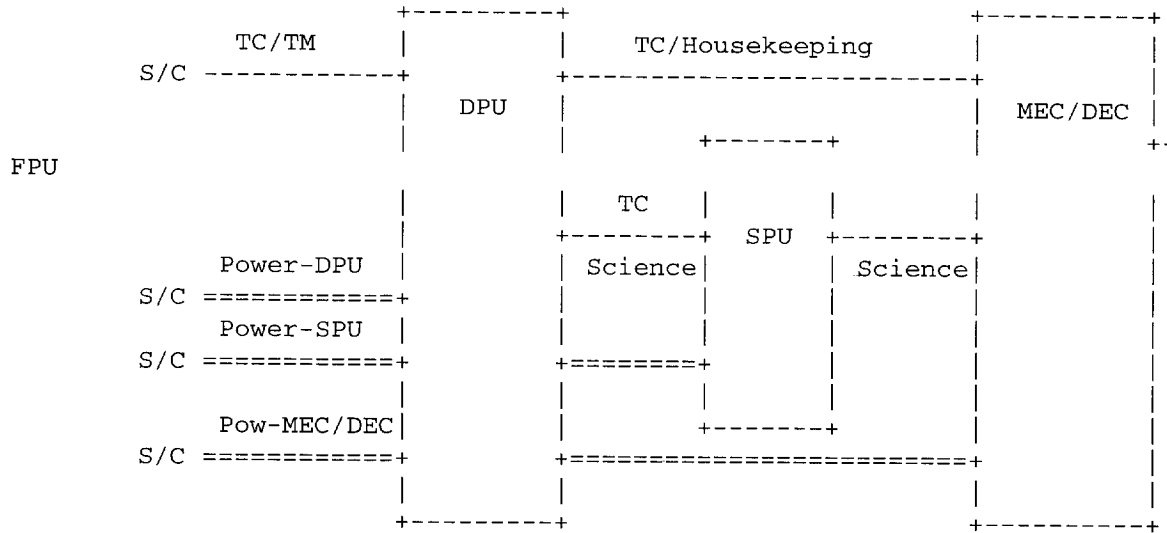 TC/TM TC/Housekeeping
S/C
DPU MEC/DEC
FPU
TC
SPU
Power-DPU Science Science
S/C
Power-SPU
S/C
Pow-MEC/DEC
S/C